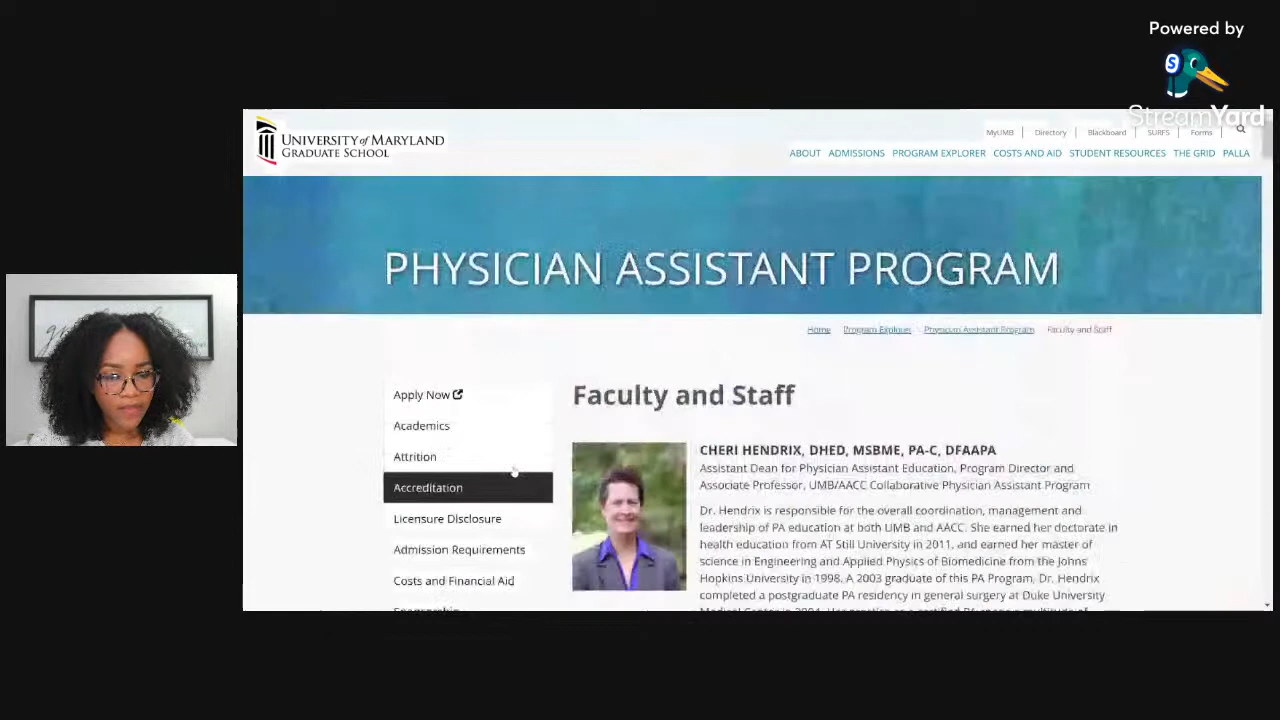 Powered by
StreamYard
UNIVERSITY of MARYLAND
GRADUATE SCHOOL
MyUMB | Directory | Blackboard | SURFS | Forms |
ABOUT ADMISSIONS PROGRAM EXPLORER COSTS AND AID STUDENT RESOURCES THE GRID PALLA
PHYSICIAN ASSISTANT PROGRAM
Home Program Explorer Physician Assistant Program Faculty and Staff
Apply Now
Academics
Attrition
Accreditation
Licensure Disclosure
Admission Requirements
Costs and Financial Aid
Faculty and Staff
CHERI HENDRIX, DHED, MSBME, PA-C, DFAAPA
Assistant Dean for Physician Assistant Education, Program Director and
Associate Professor, UMB/AACC Collaborative Physician Assistant Program
Dr. Hendrix is responsible for the overall coordination, management and
leadership of PA education at both UMB and AACC. She earned her doctorate in
health education from AT Still University in 2011, and earned her master of
science in Engineering and Applied Physics of Biomedicine from the Johns
Hopkins University in 1998. A 2003 graduate of this PA Program, Dr. Hendrix
completed a postgraduate PA residency in general surgery at Duke University